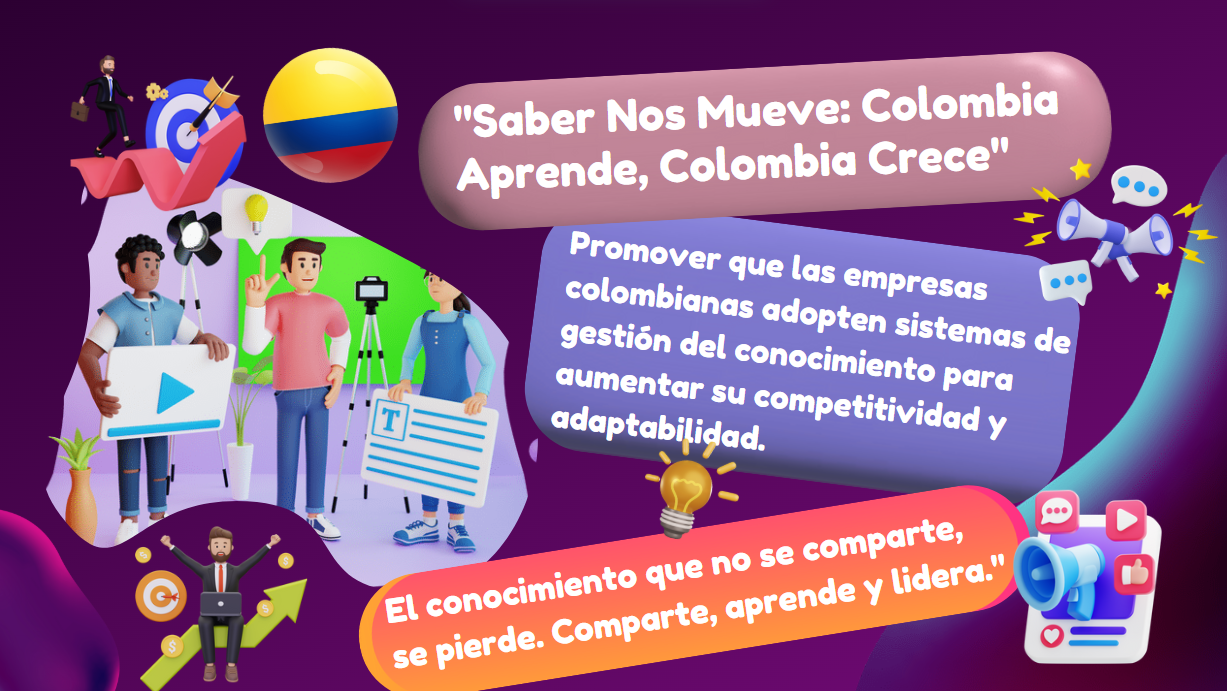 "Saber Nos Mueve: Colombia
Aprende, Colombia Crece"
Promover que las empresas
colombianas adopten sistemas de
gestión del conocimiento para
aumentar su competitividad y
adaptabilidad.
T
El conocimiento que no se comparte,
se pierde. Comparte, aprende y lidera."